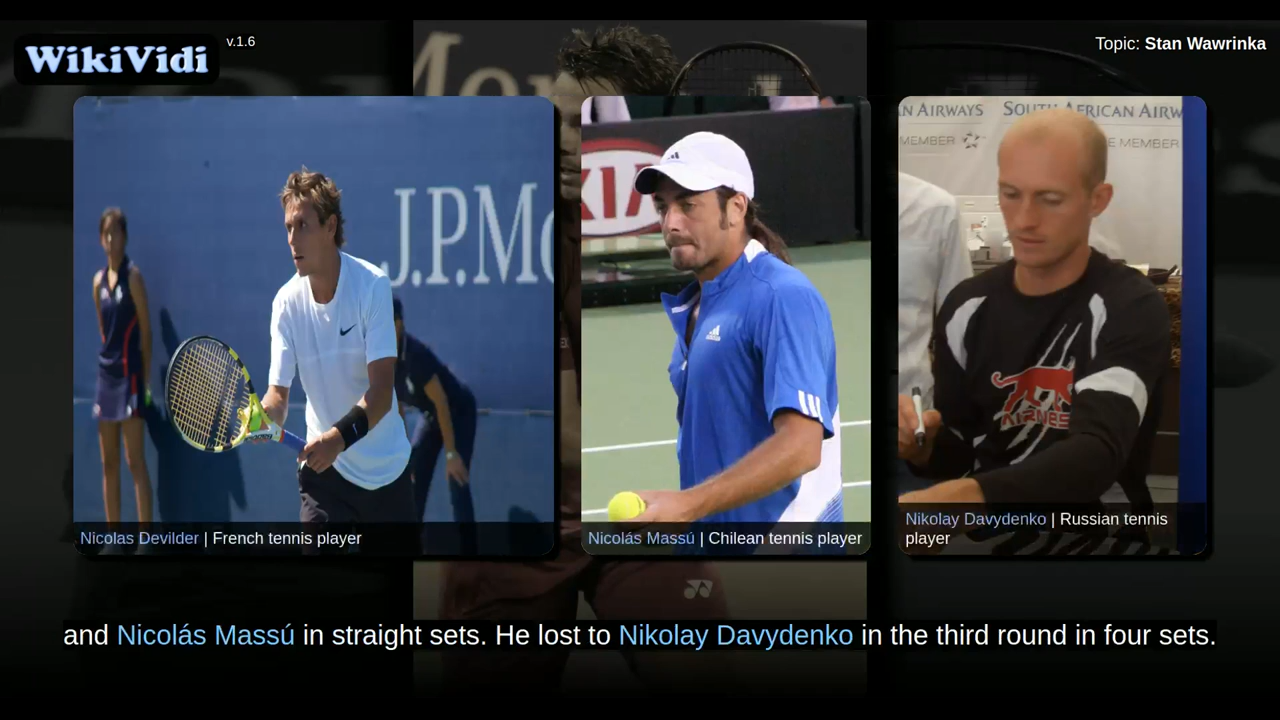 WikiVidi
v.1.6
Topic: Stan Wawrinka
Mon
J.P.Mo
KIA
N AIRWAYS SOUTH AFRICAN AIRW
MEMBER
E MEMBER
AIRNESS
Nicolas Devilder | French tennis player
Nicolás Massú | Chilean tennis player
Nikolay Davydenko | Russian tennis
player
and Nicolás Massú in straight sets. He lost to Nikolay Davydenko in the third round in four sets.